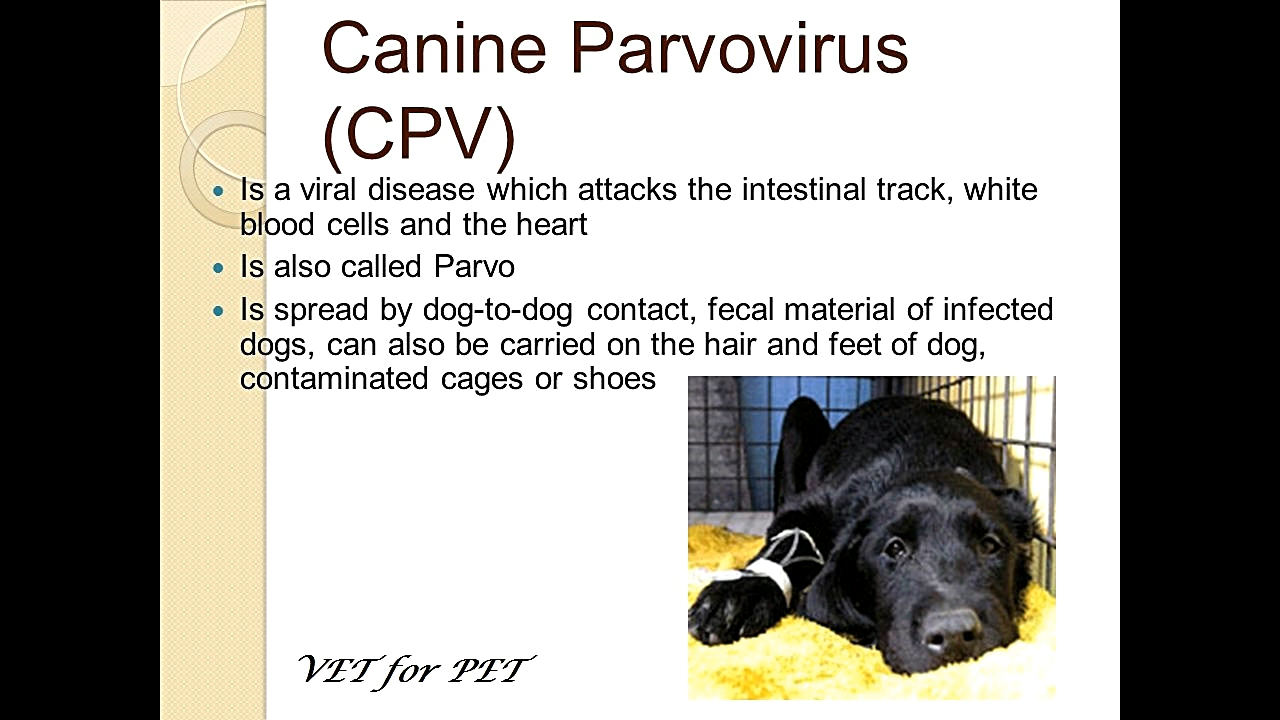 Canine Parvovirus
(CPV)
Is a viral disease which attacks the intestinal track, white
blood cells and the heart
Is also called Parvo
Is spread by dog-to-dog contact, fecal material of infected
dogs, can also be carried on the hair and feet of dog,
contaminated cages or shoes
VET for PET